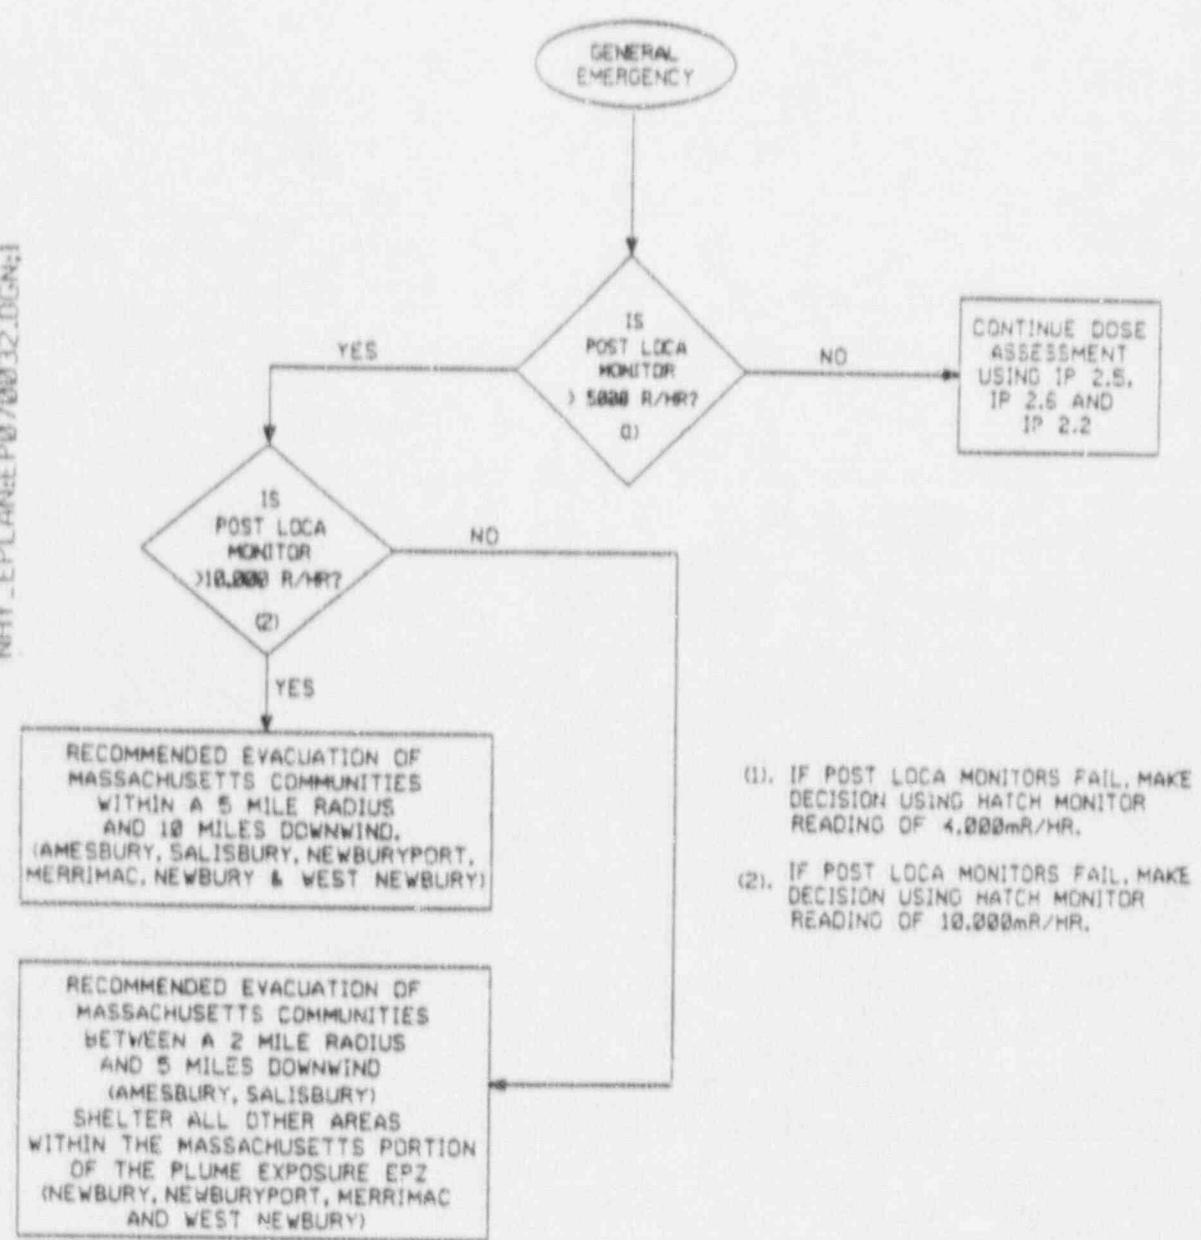 GENERAL
EMERGENCY
IS
POST LOCA
MONITOR
> 5000 R/HR?
(1)
YES
NO
CONTINUE DOSE
ASSESSMENT
USING IP 2.5,
IP 2.6 AND
IP 2.2
IS
POST LOCA
MONITOR
>10,000 R/HR?
(2)
NO
YES
RECOMMENDED EVACUATION OF
MASSACHUSETTS COMMUNITIES
WITHIN A 5 MILE RADIUS
AND 10 MILES DOWNWIND.
(AMESBURY, SALISBURY, NEWBURYPORT,
MERRIMAC, NEWBURY & WEST NEWBURY)
(1). IF POST LOCA MONITORS FAIL, MAKE
DECISION USING HATCH MONITOR
READING OF 4,000mR/HR.
(2). IF POST LOCA MONITORS FAIL, MAKE
DECISION USING HATCH MONITOR
READING OF 10,000mR/HR.
RECOMMENDED EVACUATION OF
MASSACHUSETTS COMMUNITIES
BETWEEN A 2 MILE RADIUS
AND 5 MILES DOWNWIND
(AMESBURY, SALISBURY)
SHELTER ALL OTHER AREAS
WITHIN THE MASSACHUSETTS PORTION
OF THE PLUME EXPOSURE EPZ
(NEWBURY, NEWBURYPORT, MERRIMAC
AND WEST NEWBURY)